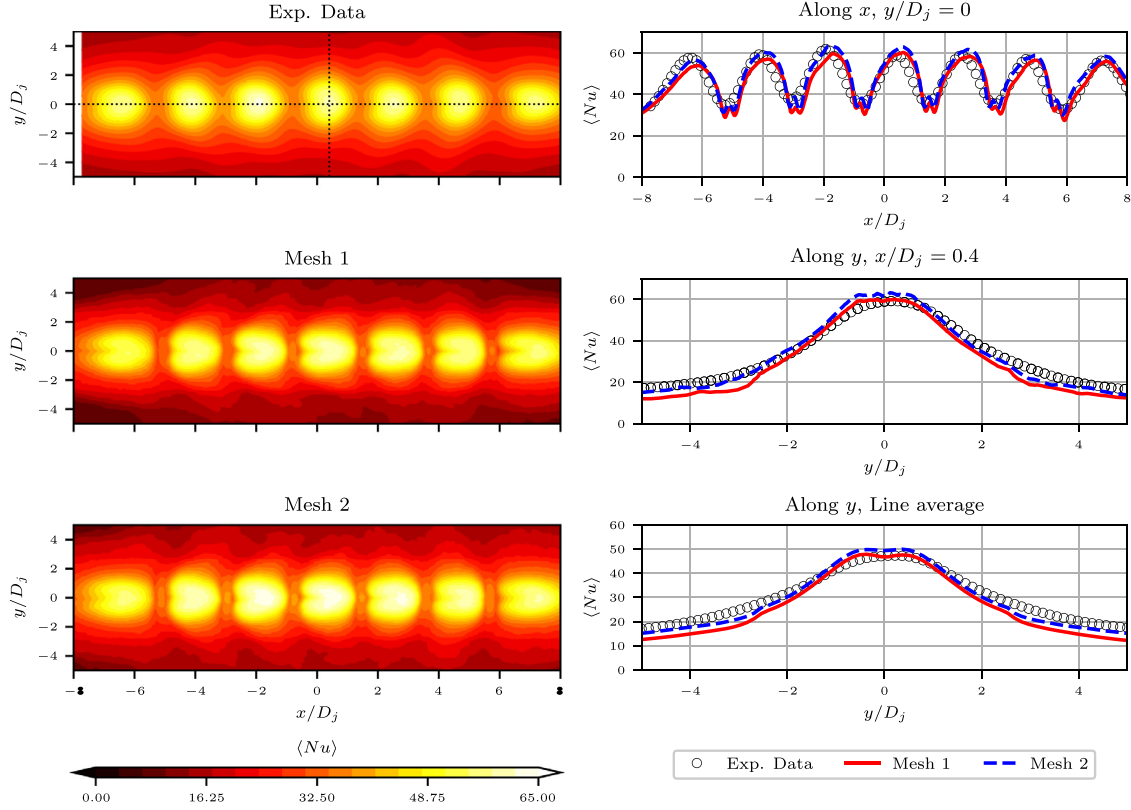 Exp. Data
4
2
0
−2
−4
y/D_j
Mesh 1
4
2
0
−2
−4
y/D_j
Mesh 2
4
2
0
−2
−4
y/D_j
−8 −6 −4 −2 0 2 4 6 8
x/D_j
⟨Nu⟩
0.00 16.25 32.50 48.75 65.00
Along x, y/D_j = 0
60
40
20
0
⟨Nu⟩
−8 −6 −4 −2 0 2 4 6 8
x/D_j
Along y, x/D_j = 0.4
60
40
20
0
⟨Nu⟩
−4 −2 0 2 4
y/D_j
Along y, Line average
60
50
40
30
20
10
0
⟨Nu⟩
−4 −2 0 2 4
y/D_j
Exp. Data Mesh 1 Mesh 2